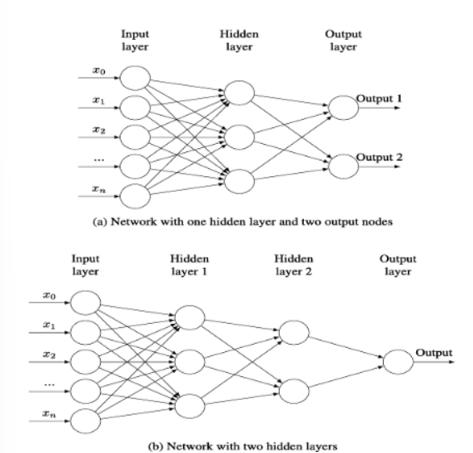 Input Hidden Output
layer layer layer
x0
x1
x2
...
xn
Output 1
Output 2
(a) Network with one hidden layer and two output nodes
Input Hidden Hidden Output
layer layer 1 layer 2 layer
x0
x1
x2
...
xn
Output
(b) Network with two hidden layers